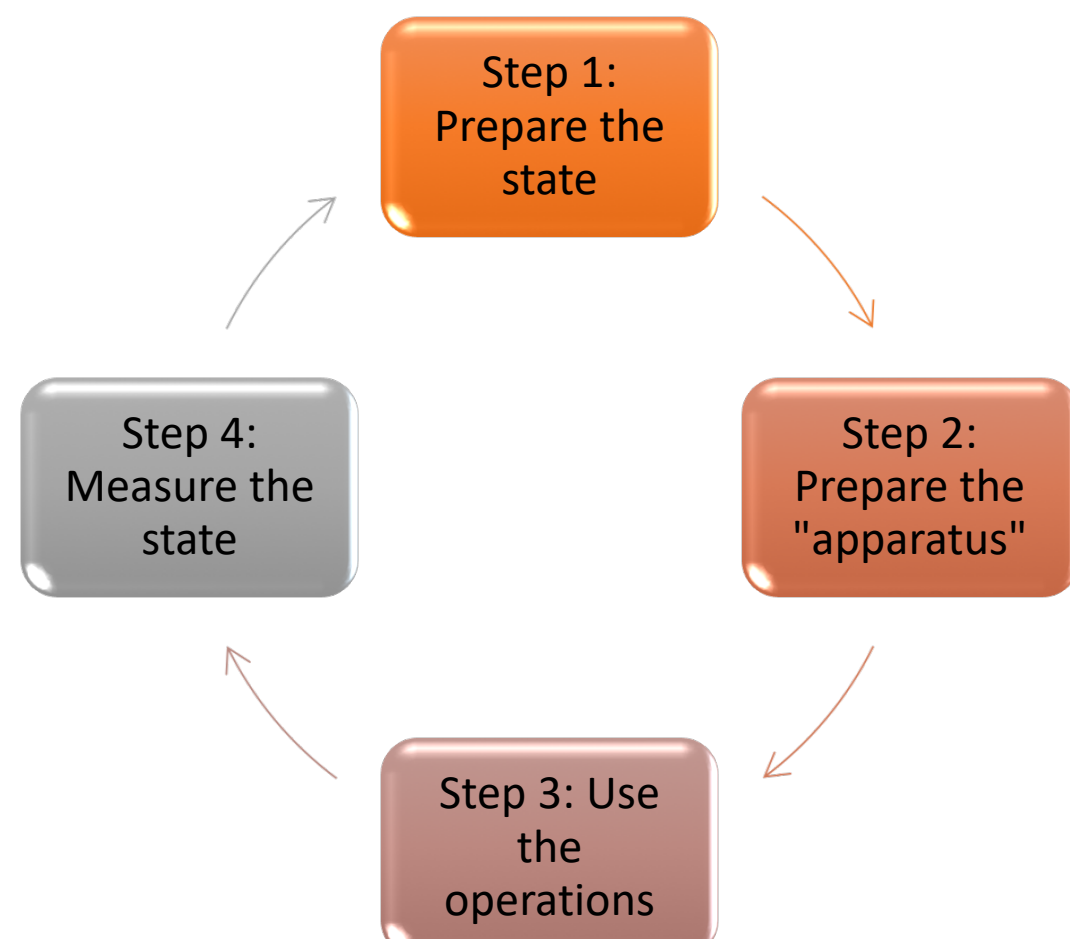 Step 1:
Prepare the
state
Step 2:
Prepare the
"apparatus"
Step 3: Use
the
operations
Step 4:
Measure the
state